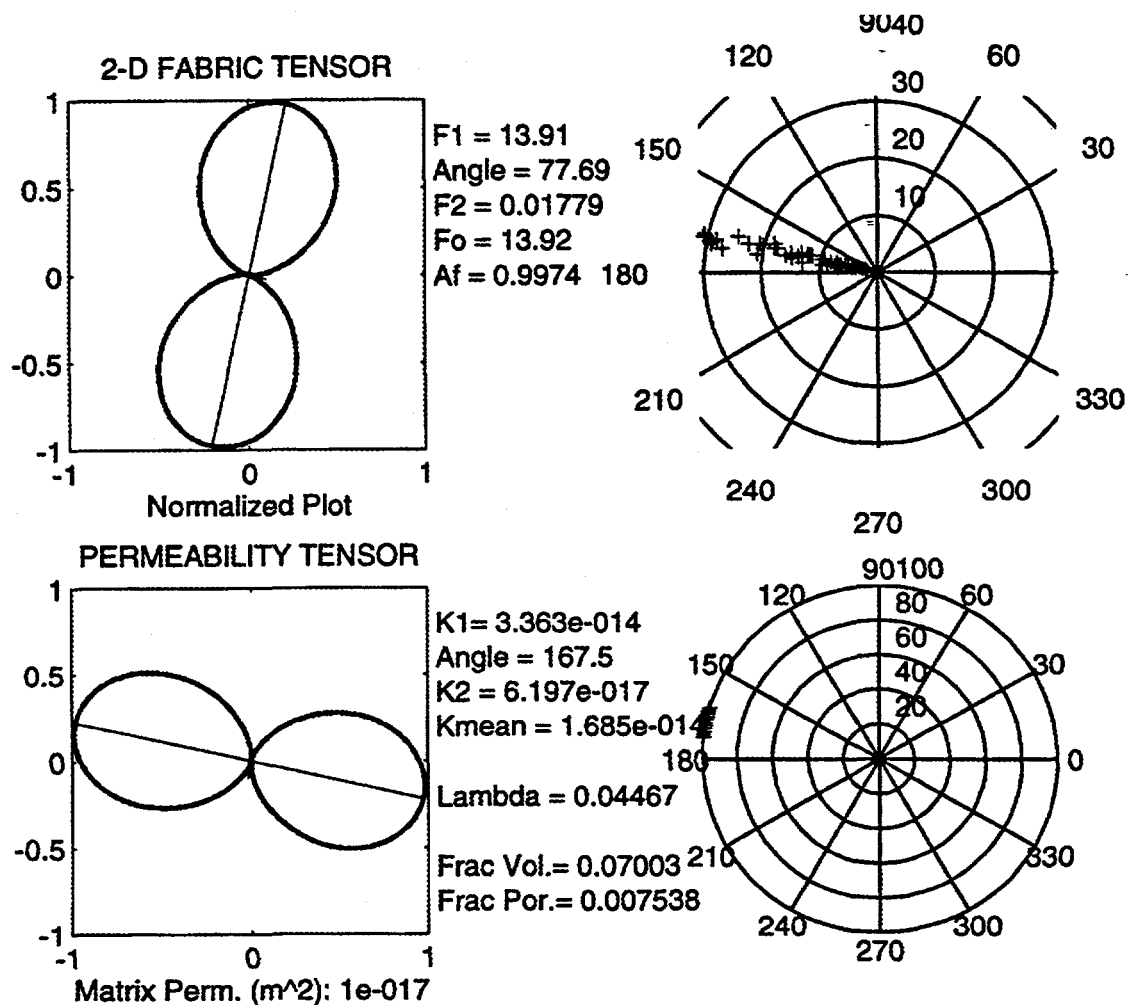 2-D FABRIC TENSOR
1
0.5
0
-0.5
-1
-1
0
1
Normalized Plot
F1 = 13.91
Angle = 77.69
F2 = 0.01779
Fo = 13.92
Af = 0.9974
9040
120
60
30
150
20
30
10
180
210
330
240
300
270
PERMEABILITY TENSOR
1
0.5
0
-0.5
-1
-1
0
1
Matrix Perm. (m^2): 1e-017
K1= 3.363e-014
Angle = 167.5
K2 = 6.197e-017
Kmean = 1.685e-014
Lambda = 0.04467
Frac Vol.= 0.07003
Frac Por.= 0.007538
90100
120
80
60
60
150
40
30
20
180
0
210
330
240
300
270